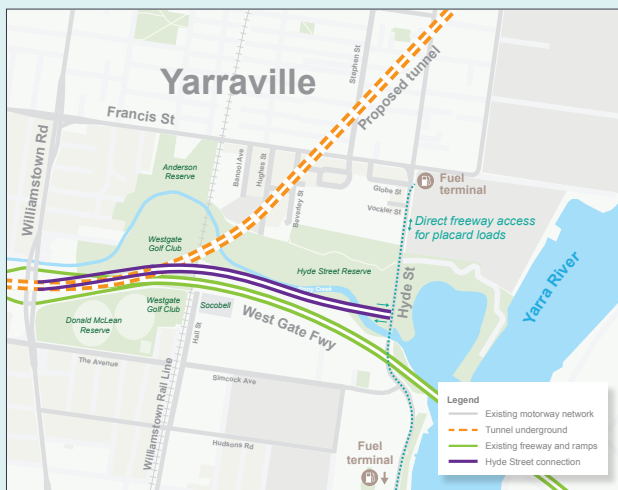 Yarraville
Stephen St
Proposed tunnel
Francis St
Williamstown Rd
Anderson
Reserve
Banool Ave
Hughes St
Beverley St
Globe St
Vockler St
Fuel
terminal
Direct freeway access
for placard loads
Westgate
Golf Club
Hyde Street Reserve
Hyde St
Yarra River
Creek
Westgate
Golf Club
Socobell
West Gate Fwy
Donald McLean
Reserve
Hall St
The Avenue
Simcock Ave
Williamstown Rail Line
Hudsons Rd
Fuel
terminal
Legend
Existing motorway network
Tunnel underground
Existing freeway and ramps
Hyde Street connection